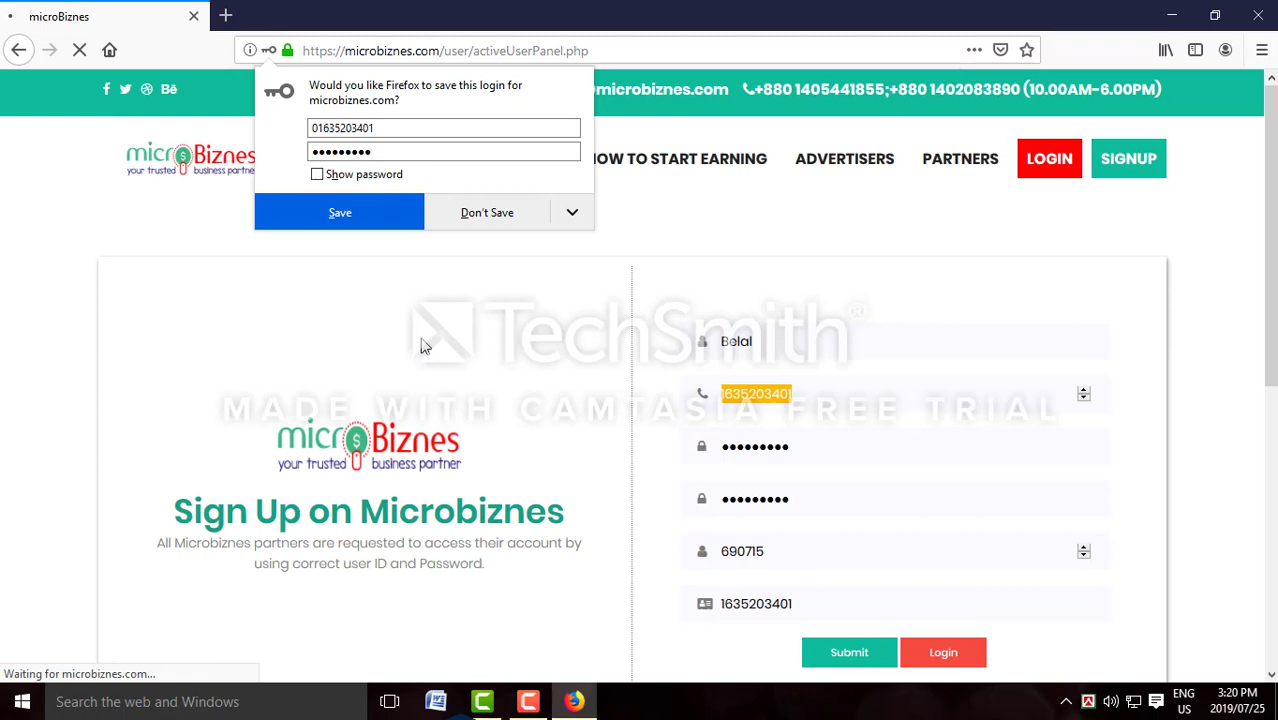 microBiznes
https://microbiznes.com/user/activeUserPanel.php
Would you like Firefox to save this login for
microbiznes.com?
01635203401
Show password
Save
Don't Save
microbiznes.com
+880 1405441855;+880 1402083890 (10.00AM-6.00PM)
microBiznes
your trusted business partner
HOW TO START EARNING
ADVERTISERS
PARTNERS
LOGIN
SIGNUP
TechSmith®
MADE WITH CAMTASIA FREE TRIAL
microBiznes
your trusted business partner
Sign Up on Microbiznes
All Microbiznes partners are requested to access their account by
using correct user ID and Password.
Belal
1635203401
690715
1635203401
Submit
Login
Waiting for microbiznes.com...
Search the web and Windows
ENG
US
3:20 PM
2019/07/25